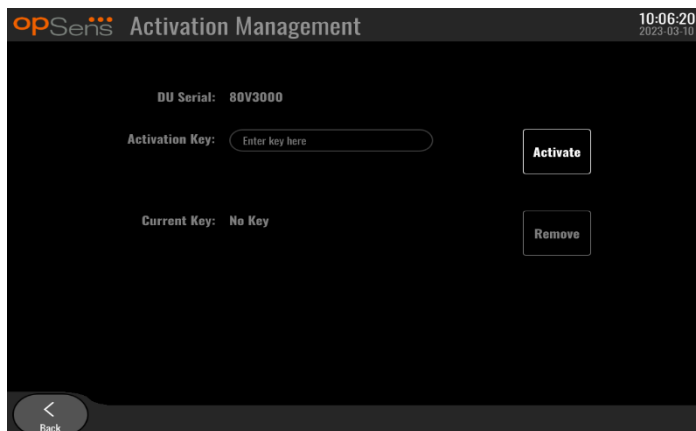 opSens Activation Management
10:06:20
2023-03-10
DU Serial: 80V3000
Activation Key: Enter key here
Activate
Current Key: No Key
Remove
Back